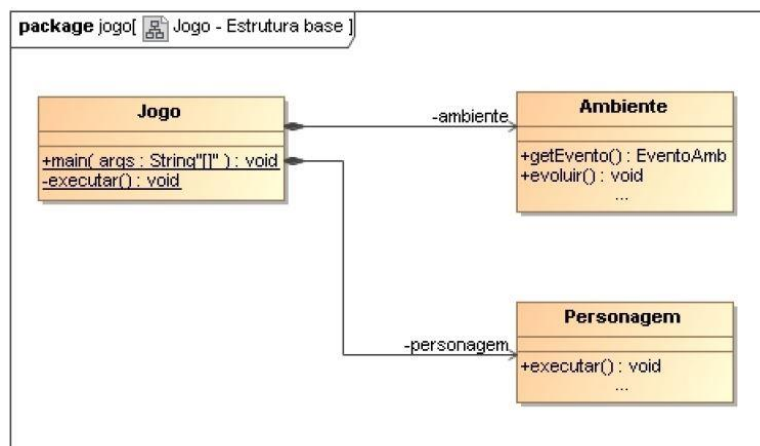 package jogo[ Jogo - Estrutura base ]
Jogo
+main( args : String"[]" ) : void
-executar() : void
-ambiente
Ambiente
+getEvento() : EventoAmb
+evoluir() : void
...
-personagem
Personagem
+executar() : void
...